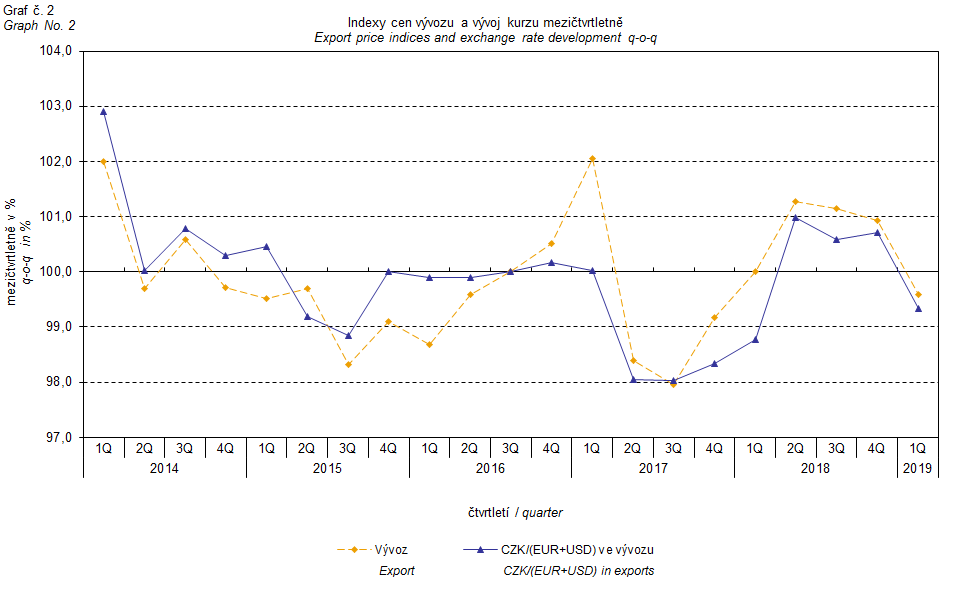 Graf č. 2
Graph No. 2
Indexy cen vývozu a vývoj kurzu mezičtvrtletně
Export price indices and exchange rate development q-o-q
mezičtvrtletně v %
q-o-q in %
104,0
103,0
102,0
101,0
100,0
99,0
98,0
97,0
1Q 2Q 3Q 4Q 1Q 2Q 3Q 4Q 1Q 2Q 3Q 4Q 1Q 2Q 3Q 4Q 1Q 2Q 3Q 4Q 1Q
2014 2015 2016 2017 2018 2019
čtvrtletí / quarter
Vývoz CZK/(EUR+USD) ve vývozu
Export CZK/(EUR+USD) in exports